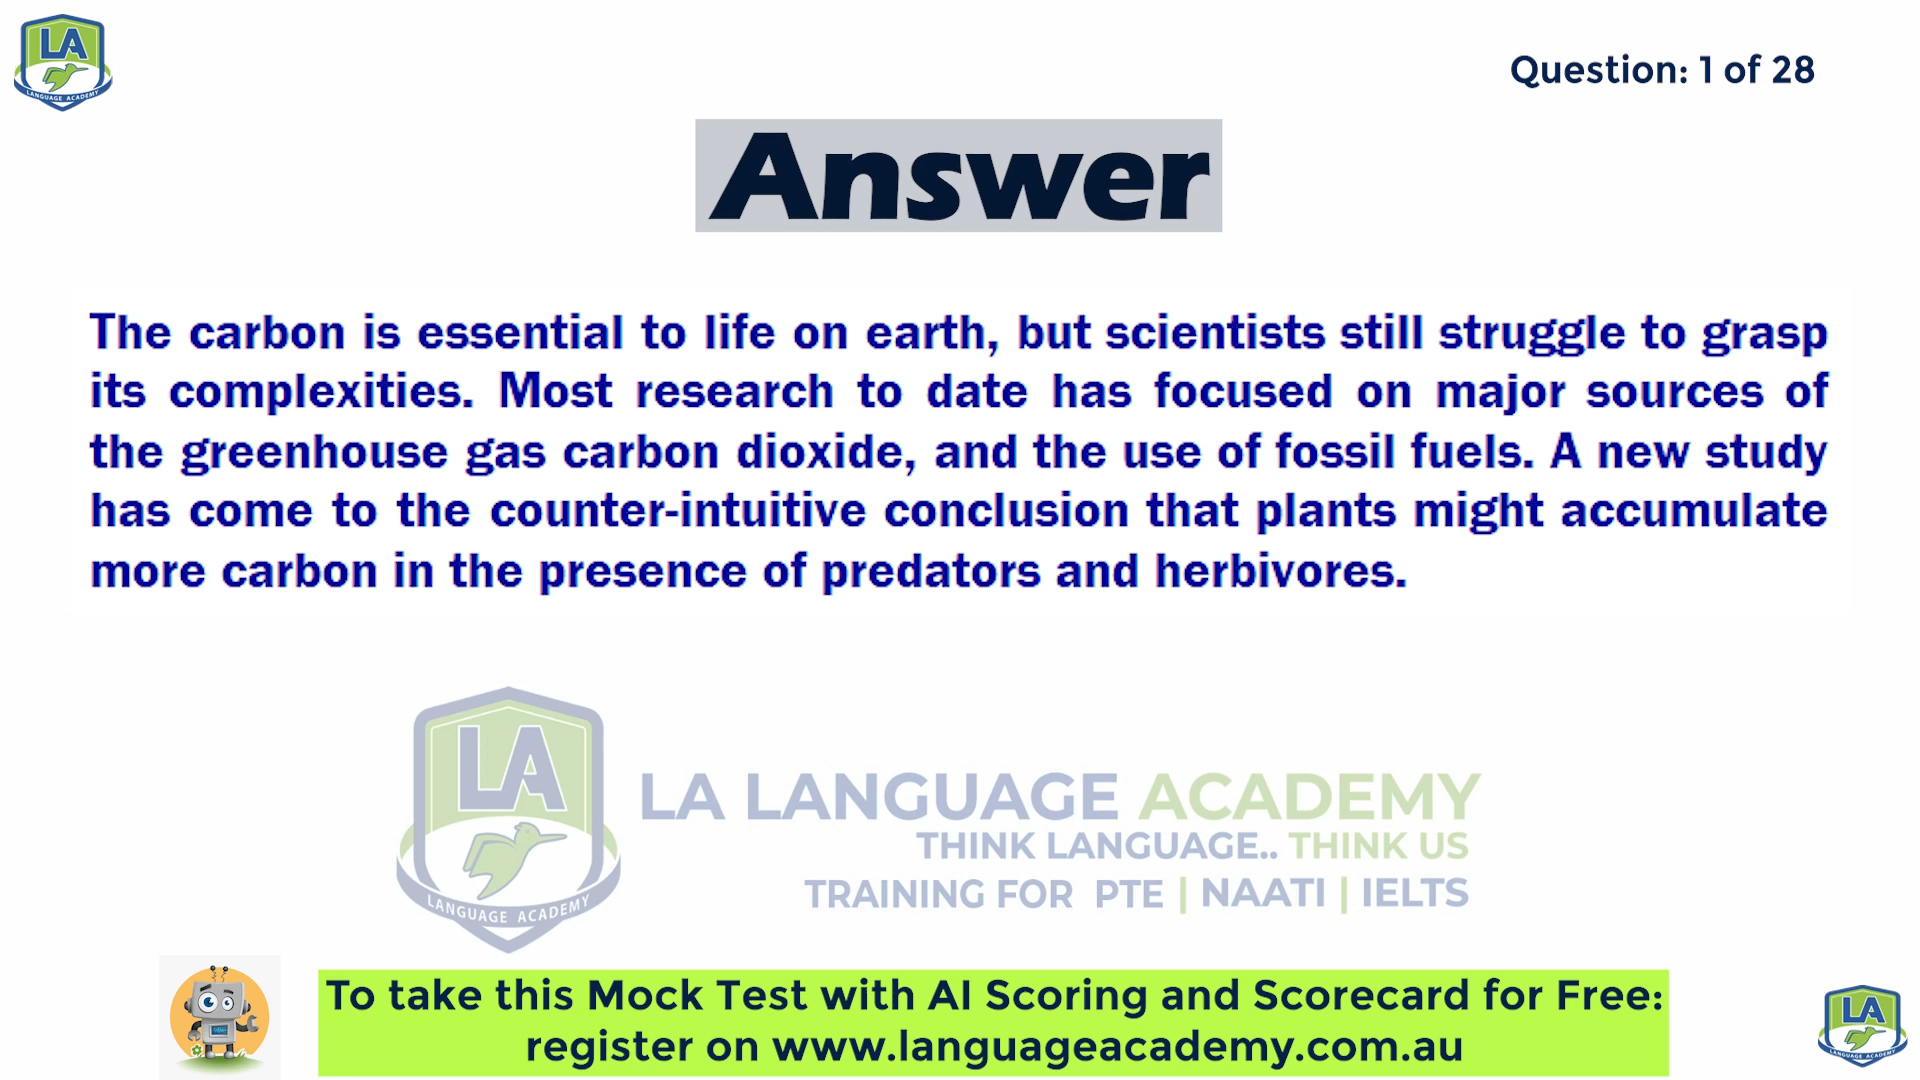 LA
LANGUAGE ACADEMY
Question: 1 of 28
Answer
The carbon is essential to life on earth, but scientists still struggle to grasp
its complexities. Most research to date has focused on major sources of
the greenhouse gas carbon dioxide, and the use of fossil fuels. A new study
has come to the counter-intuitive conclusion that plants might accumulate
more carbon in the presence of predators and herbivores.
LA
LANGUAGE ACADEMY
LA LANGUAGE ACADEMY
THINK LANGUAGE.. THINK US
TRAINING FOR PTE | NAATI | IELTS
To take this Mock Test with AI Scoring and Scorecard for Free:
register on www.languageacademy.com.au
LA
LANGUAGE ACADEMY